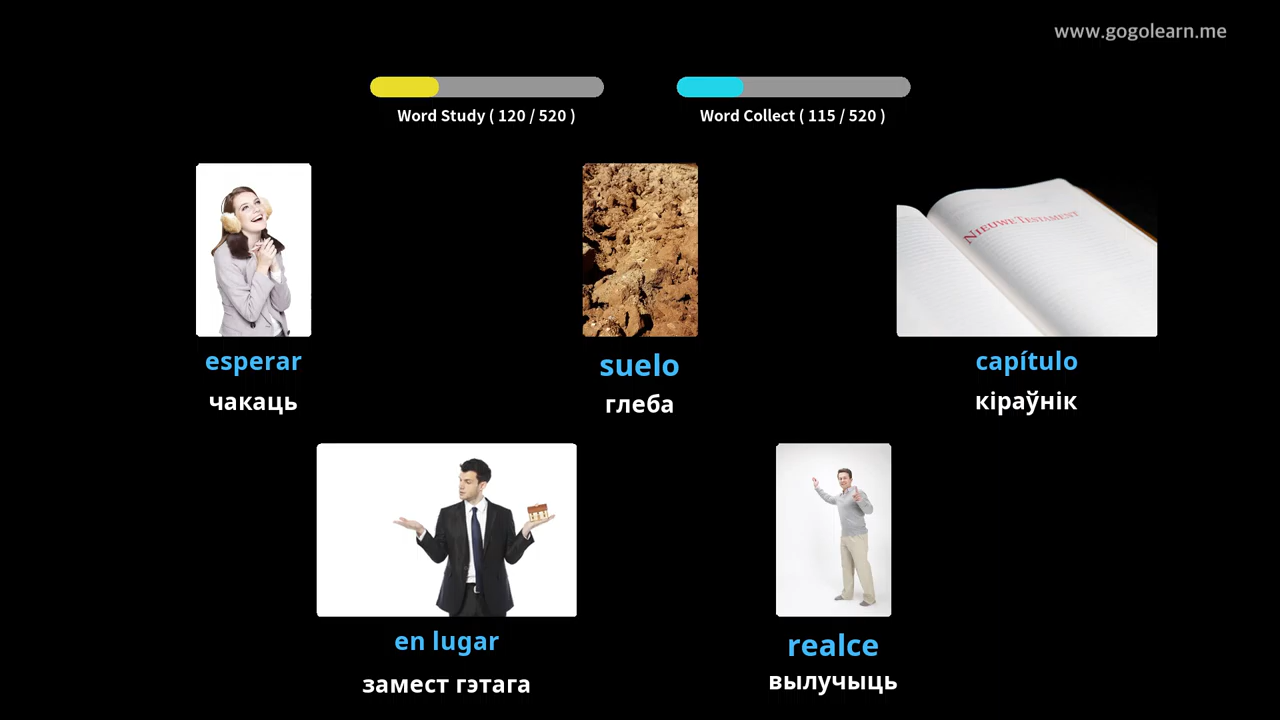 www.gogolearn.me
Word Study ( 120 / 520 )
Word Collect ( 115 / 520 )
NIEUWE TESTAMENT
esperar
suelo
capítulo
чакаць
глеба
кіраўнік
en lugar
realce
замест гэтага
вылучыць